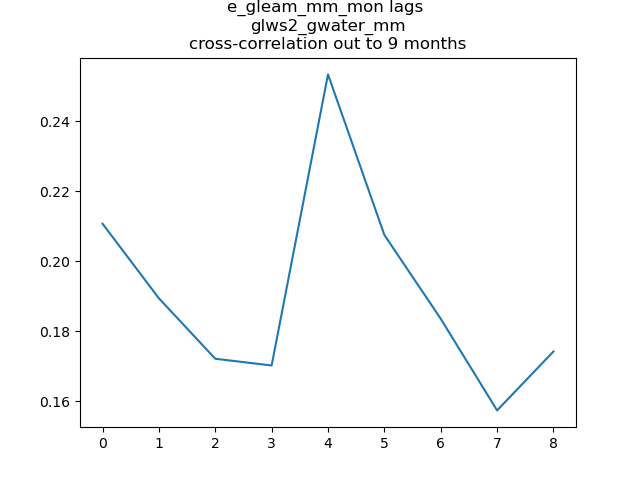 e_gleam_mm_mon lags
glws2_gwater_mm
cross-correlation out to 9 months
0.24
0.22
0.20
0.18
0.16
0 1 2 3 4 5 6 7 8